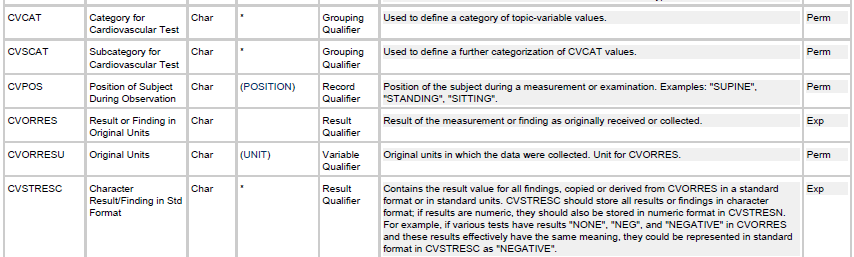 CVCAT Category for Char * Grouping Used to define a category of topic-variable values. Perm
Cardiovascular Test Qualifier
CVSCAT Subcategory for Char * Grouping Used to define a further categorization of CVCAT values. Perm
Cardiovascular Test Qualifier
CVPOS Position of Subject Char (POSITION) Record Position of the subject during a measurement or examination. Examples: "SUPINE", Perm
During Observation Qualifier "STANDING", "SITTING".
CVORRES Result or Finding in Char Result Result of the measurement or finding as originally received or collected. Exp
Original Units Qualifier
CVORRESU Original Units Char (UNIT) Variable Original units in which the data were collected. Unit for CVORRES. Perm
Qualifier
CVSTRESC Character Char * Result Contains the result value for all findings, copied or derived from CVORRES in a standard Exp
Result/Finding in Std Qualifier format or in standard units. CVSTRESC should store all results or findings in character
Format format; if results are numeric, they should also be stored in numeric format in CVSTRESN.
For example, if various tests have results "NONE", "NEG", and "NEGATIVE" in CVORRES
and these results effectively have the same meaning, they could be represented in standard
format in CVSTRESC as "NEGATIVE".